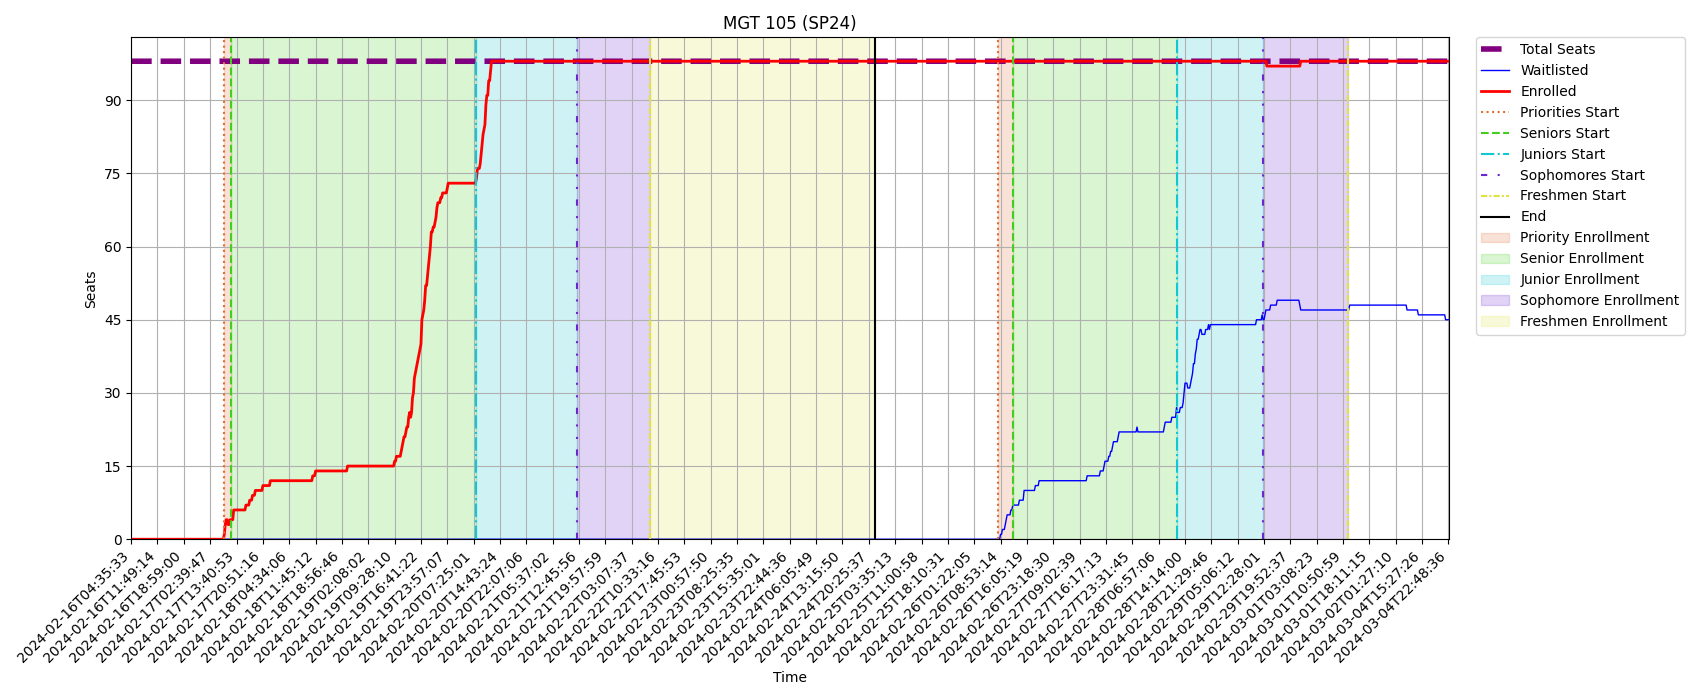 MGT 105 (SP24)
Total Seats
Waitlisted
Enrolled
Priorities Start
Seniors Start
Juniors Start
Sophomores Start
Freshmen Start
End
Priority Enrollment
Senior Enrollment
Junior Enrollment
Sophomore Enrollment
Freshmen Enrollment
Seats
90
75
60
45
30
15
0
2024-02-16T04:35:33
2024-02-16T11:49:14
2024-02-16T18:59:00
2024-02-17T02:39:47
2024-02-17T13:40:53
2024-02-17T20:51:16
2024-02-18T04:34:06
2024-02-18T11:45:12
2024-02-18T18:56:46
2024-02-19T02:08:02
2024-02-19T09:28:10
2024-02-19T16:41:22
2024-02-19T23:57:07
2024-02-20T07:25:01
2024-02-20T14:43:24
2024-02-20T22:07:06
2024-02-21T05:37:02
2024-02-21T12:45:56
2024-02-21T19:57:59
2024-02-22T03:07:37
2024-02-22T10:33:16
2024-02-22T17:45:53
2024-02-23T00:57:50
2024-02-23T08:25:35
2024-02-23T15:35:01
2024-02-23T22:44:36
2024-02-24T06:05:49
2024-02-24T13:15:50
2024-02-24T20:25:37
2024-02-25T03:35:13
2024-02-25T11:00:58
2024-02-25T18:10:31
2024-02-26T01:22:05
2024-02-26T08:53:14
2024-02-26T16:05:19
2024-02-26T23:18:30
2024-02-27T09:02:39
2024-02-27T16:17:13
2024-02-27T23:31:45
2024-02-28T06:57:06
2024-02-28T14:14:00
2024-02-28T21:29:46
2024-02-29T05:06:12
2024-02-29T12:28:01
2024-02-29T19:52:37
2024-03-01T03:08:23
2024-03-01T10:50:59
2024-03-01T18:11:15
2024-03-02T01:27:10
2024-03-04T15:27:26
2024-03-04T22:48:36
Time